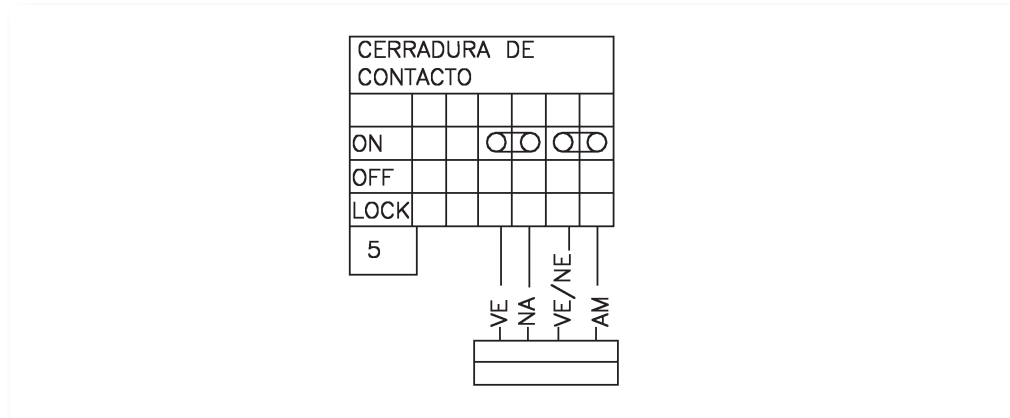 CERRADURA DE
CONTACTO
ON
OFF
LOCK
5
VE
NA
VE/NE
AM